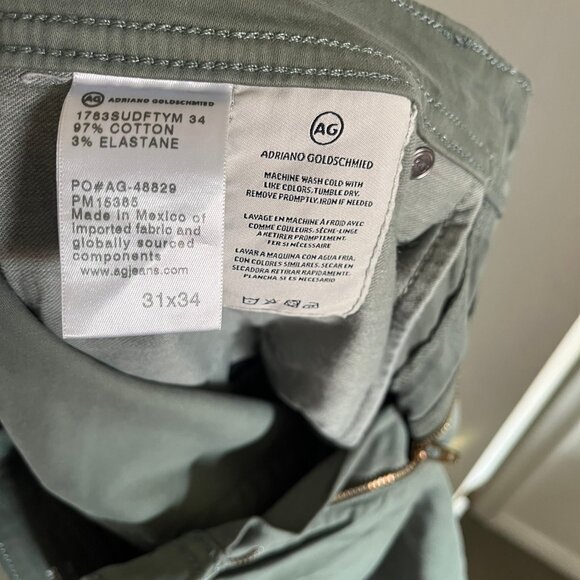 AG ADRIANO GOLDSCHMIED
1783SUDFTYM 34
97% COTTON
3% ELASTANE
PO#AG-48829
PM15385
Made in Mexico of
imported fabric and
globally sourced
components
www.agjeans.com
31x34
AG
ADRIANO GOLDSCHMIED
MACHINE WASH COLD WITH
LIKE COLORS. TUMBLE DRY.
REMOVE PROMPTLY. IRON IF NEEDED
LAVAGE EN MACHINE A FROID AVEC
COMME COULEURS. SÈCHE-LINGE
A RETIRER PROMPTEMENT.
FER SI NÉCESSAIRE
LAVAR A MAQUINA CON AGUA FRIA.
CON COLORES SIMILARES. SECAR EN
SECADORA RETIRAR RAPIDAMENTE.
PLANCHA SI ES NECESARIO